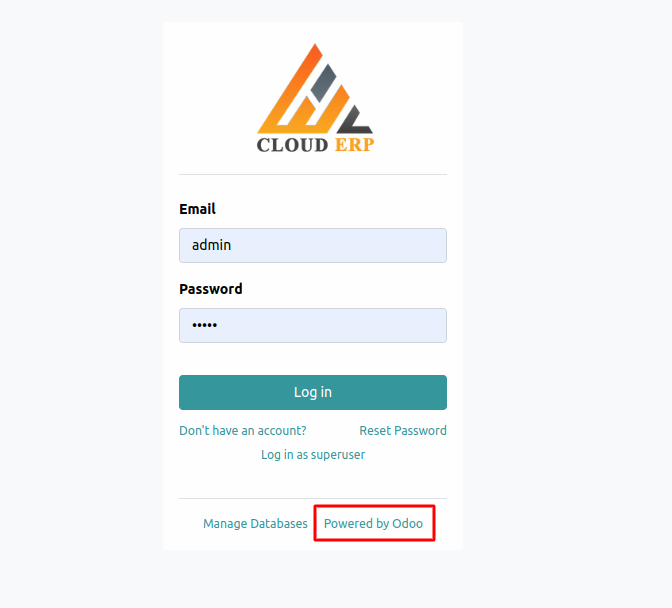 CLOUD ERP
Email
admin
Password
•••••
Log in
Don't have an account? Reset Password
Log in as superuser
Manage Databases Powered by Odoo